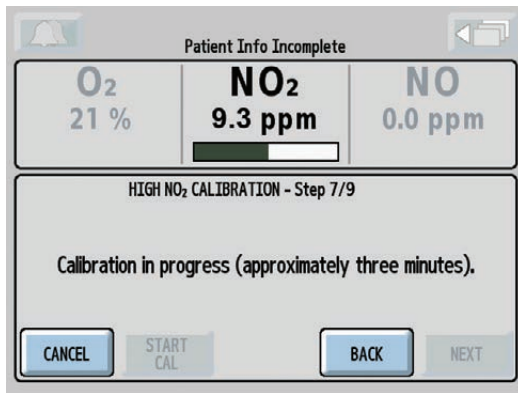 Patient Info Incomplete
O₂ NO₂ NO
21 % 9.3 ppm 0.0 ppm
HIGH NO₂ CALIBRATION - Step 7/9
Calibration in progress (approximately three minutes).
CANCEL START CAL BACK NEXT